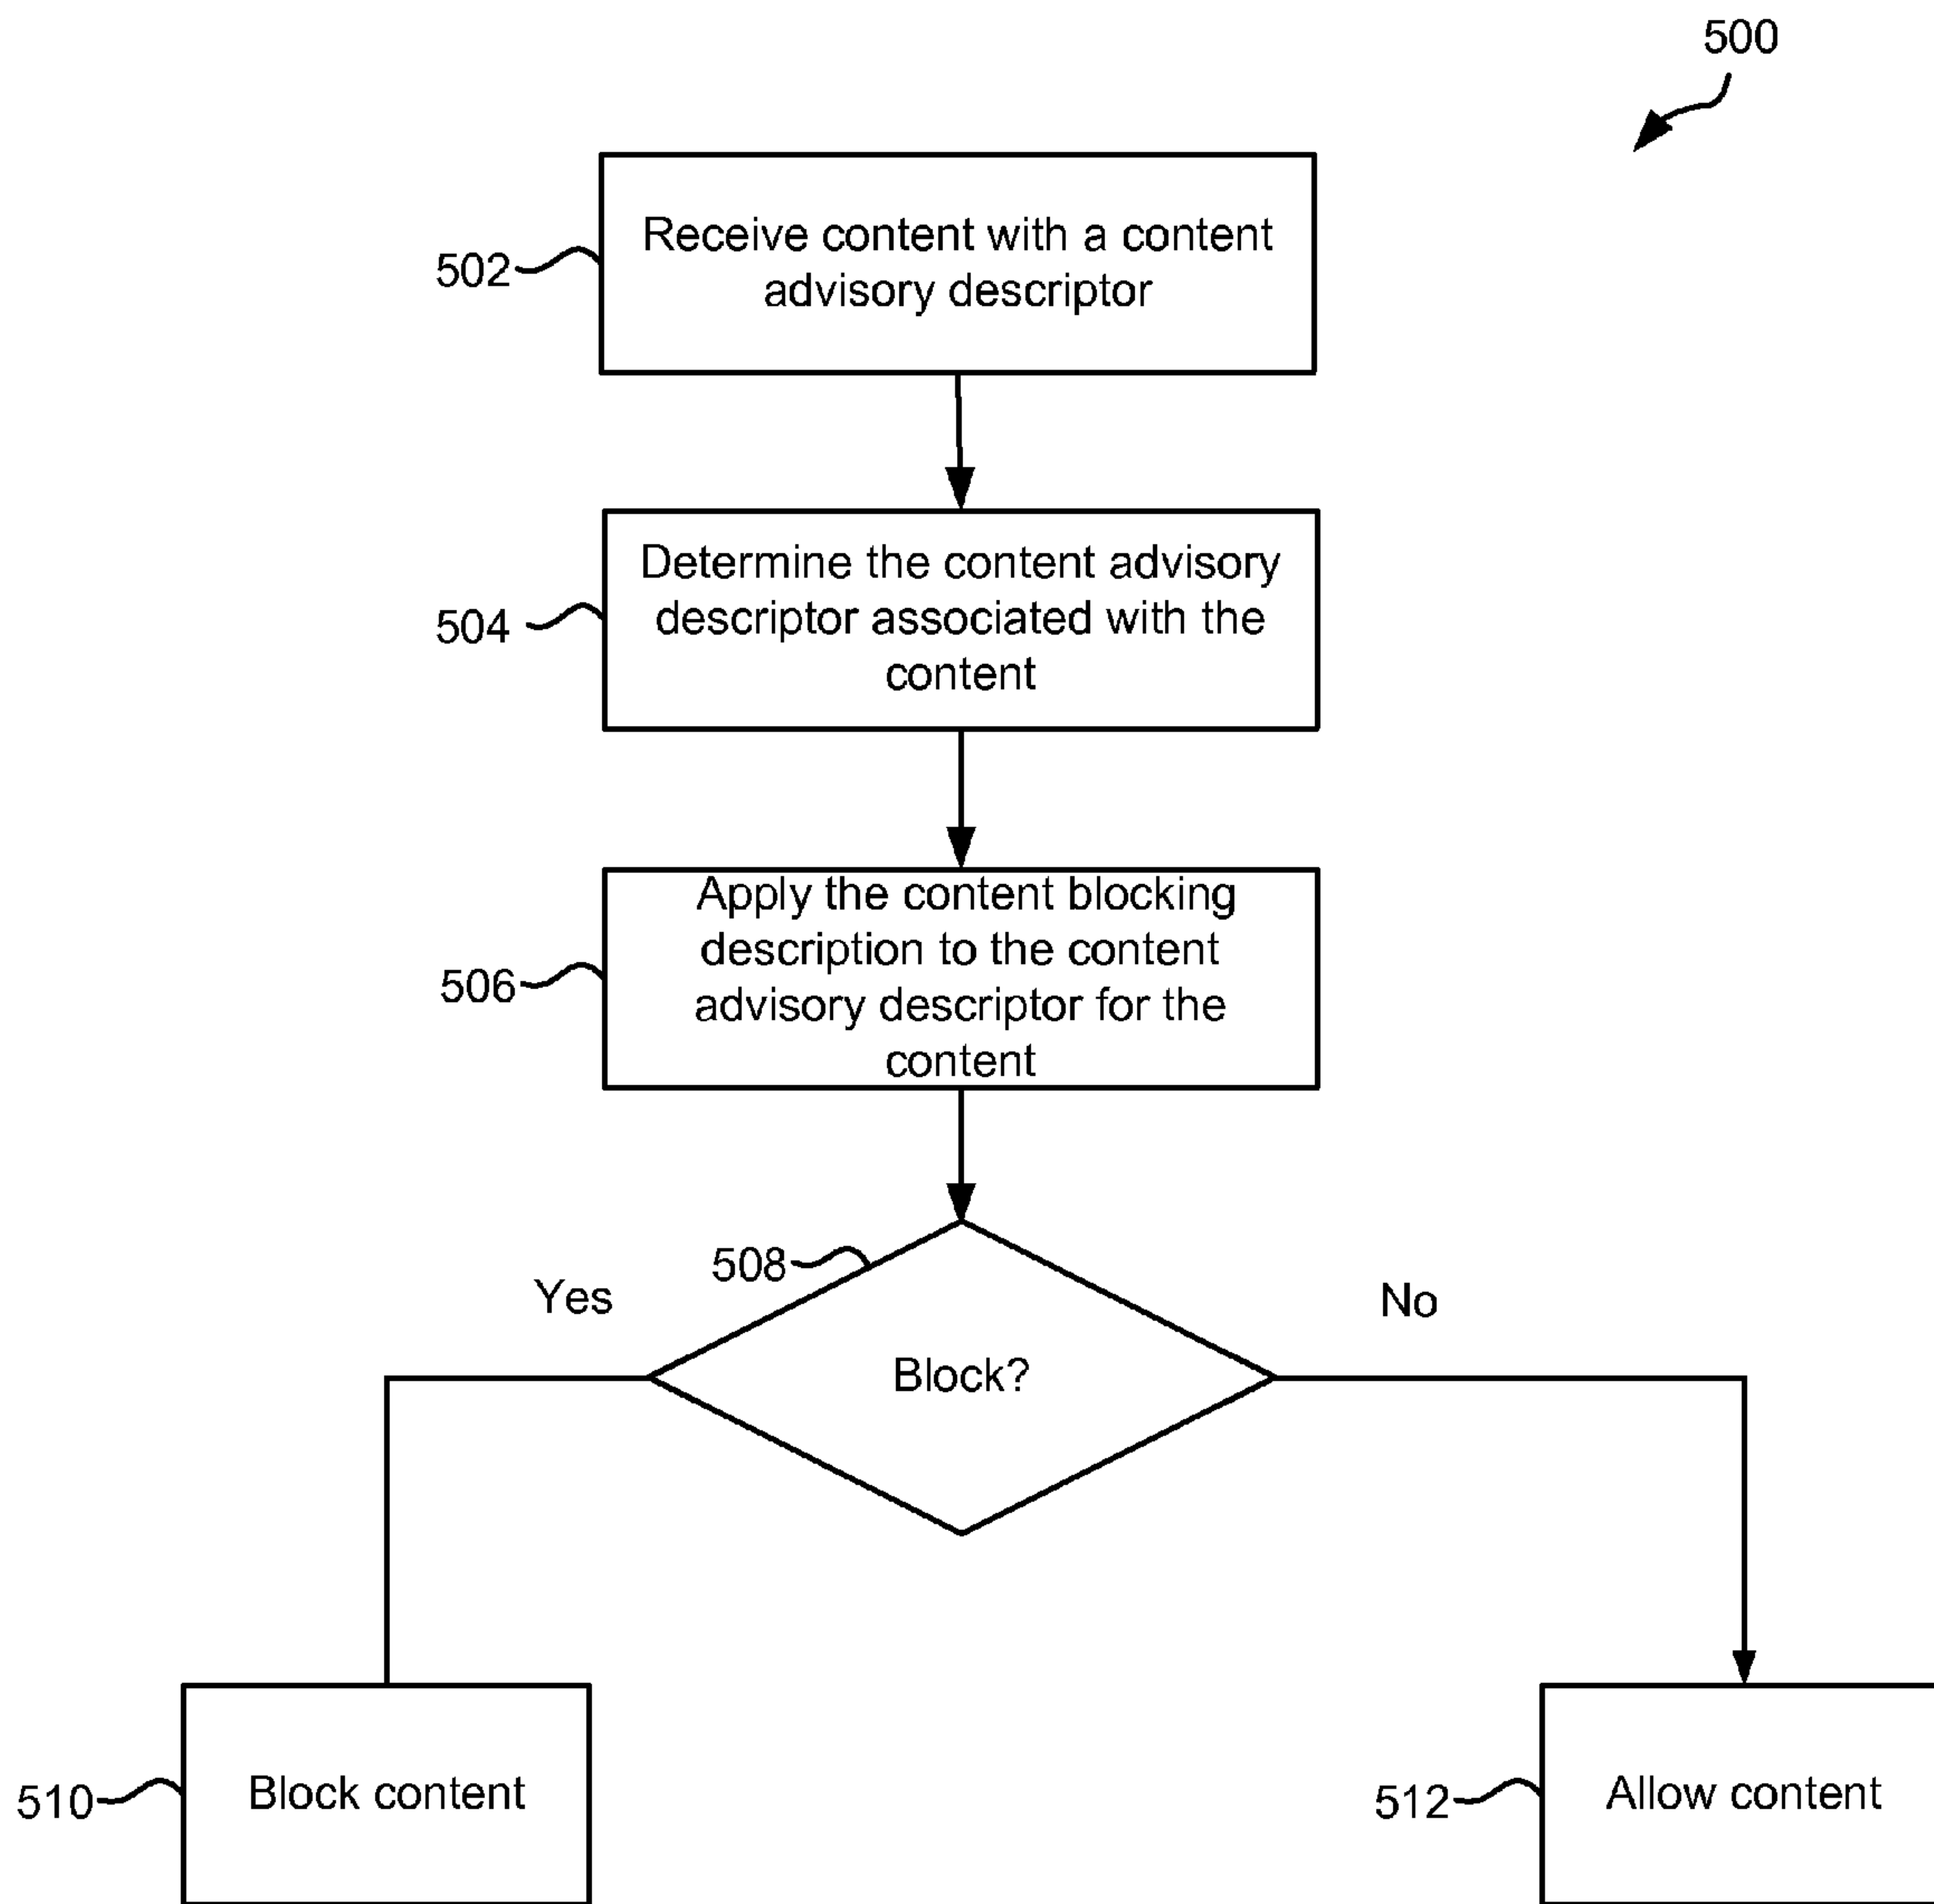 500
Receive content with a content
advisory descriptor
502
Determine the content advisory
descriptor associated with the
content
504
Apply the content blocking
description to the content
advisory descriptor for the
content
506
508
Yes
No
Block?
510
Block content
512
Allow content